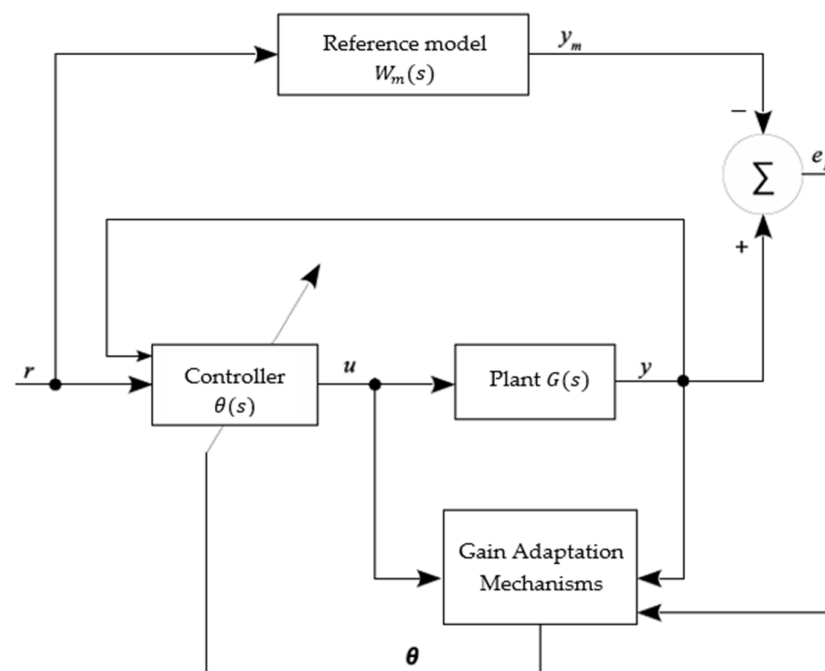 Reference model
W_m(s)
y_m
−
Σ
e
+
r
Controller
θ(s)
u
Plant G(s)
y
Gain Adaptation
Mechanisms
θ